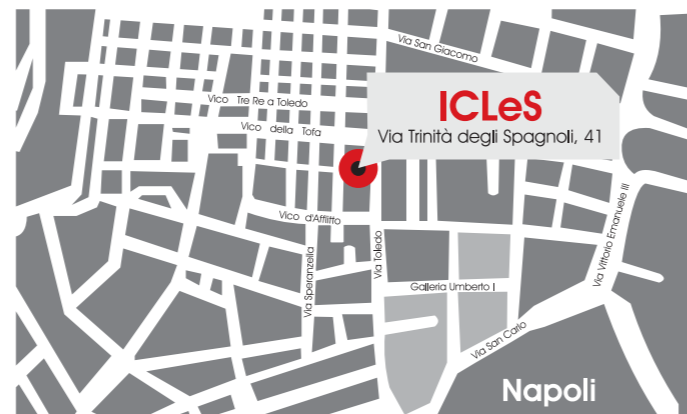 Via San Giacomo
ICLeS
Via Trinità degli Spagnoli, 41
Vico Tre Re a Toledo
Vico della Tofa
Vico d'Afflitto
Via Speranzella
Via Toledo
Via Vittorio Emanuele III
Galleria Umberto I
Via San Carlo
Napoli